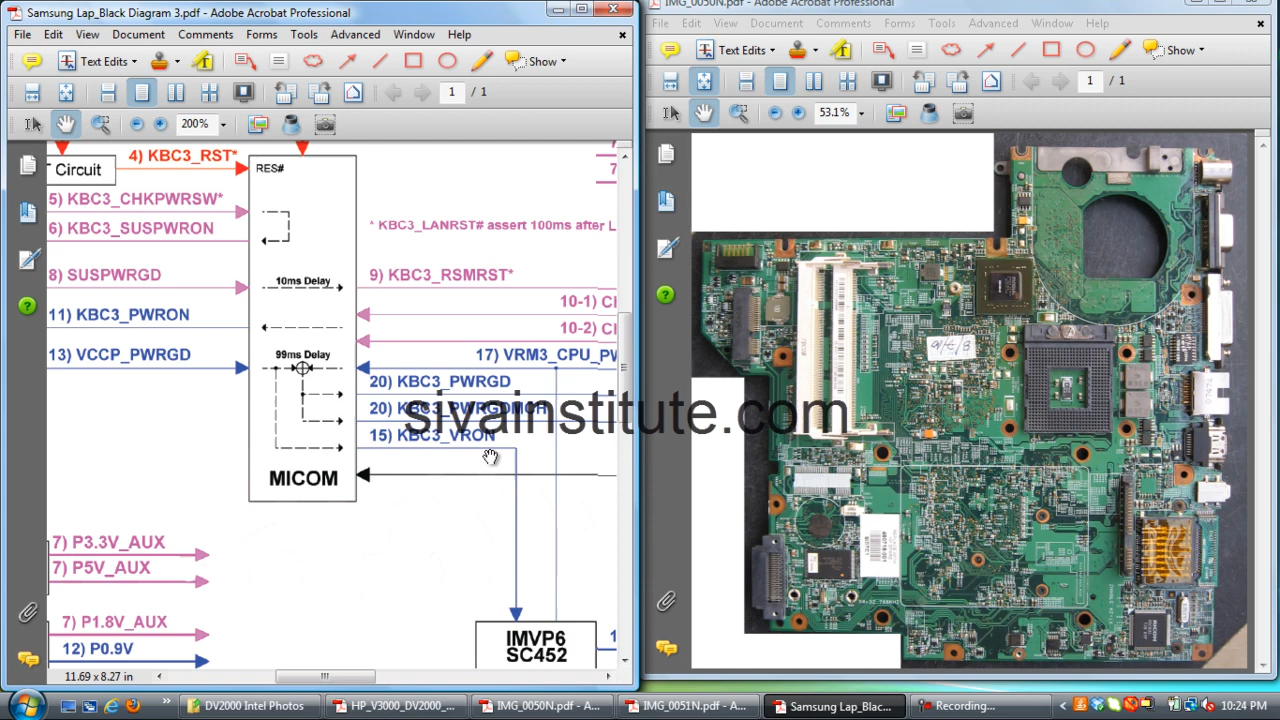 Samsung Lap_Black Diagram 3.pdf - Adobe Acrobat Professional
File Edit View Document Comments Forms Tools Advanced Window Help
Text Edits Show
1 / 1
200%
T Circuit
4) KBC3_RST*
RES#
5) KBC3_CHKPWRSW*
6) KBC3_SUSPWRON
* KBC3_LANRST# assert 100ms after L
8) SUSPWRGD
10ms Delay
9) KBC3_RSMRST*
10-1) C
11) KBC3_PWRON
10-2) C
13) VCCP_PWRGD
99ms Delay
17) VRM3_CPU_PW
20) KBC3_PWRGD
20) KBC3_PWRGDMCH
15) KBC3_VRON
MICOM
7) P3.3V_AUX
7) P5V_AUX
7) P1.8V_AUX
12) P0.9V
IMVP6
SC452
11.69 x 8.27 in
IMG_0050N.pdf - Adobe Acrobat Professional
File Edit View Document Comments Forms Tools Advanced Window Help
Text Edits Show
1 / 1
53.1%
sivainstitute.com
DV2000 Intel Photos
HP_V3000_DV2000_...
IMG_0050N.pdf - A...
IMG_0051N.pdf - A...
Samsung Lap_Blac...
Recording...
10:24 PM